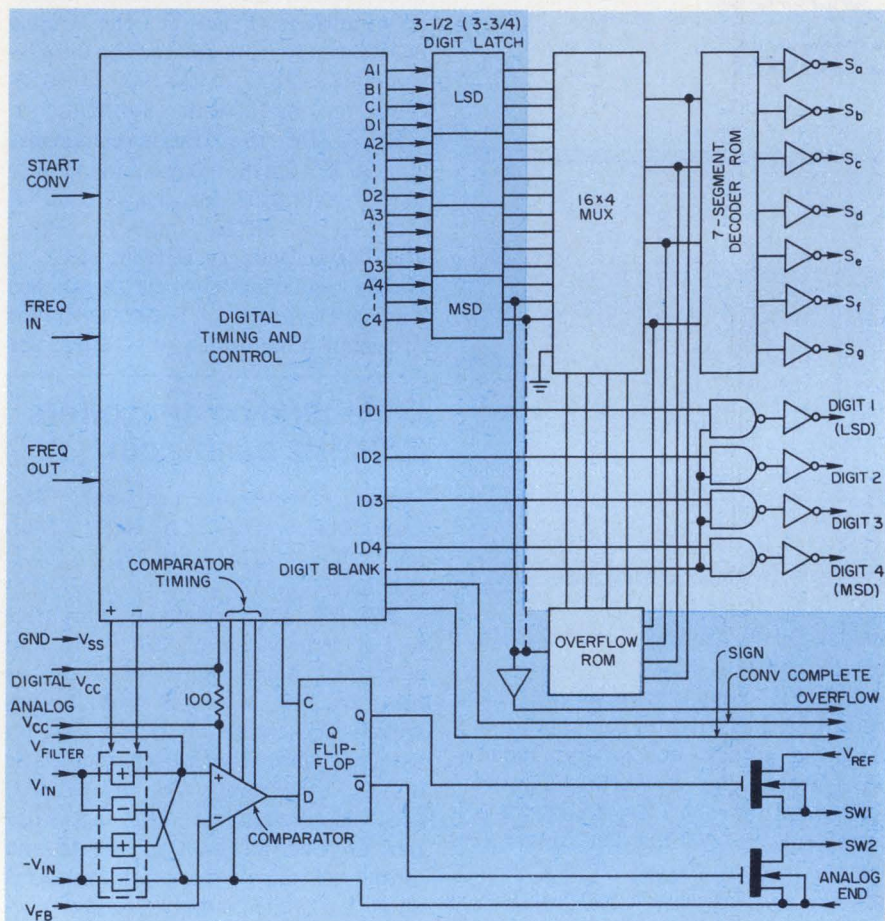 3-1/2 (3-3/4)
DIGIT LATCH
A1
B1
C1
D1
A2
D2
A3
D3
A4
C4
LSD
MSD
16×4
MUX
7-SEGMENT
DECODER ROM
Sa
Sb
Sc
Sd
Se
Sf
Sg
START
CONV
FREQ
IN
FREQ
OUT
DIGITAL
TIMING AND
CONTROL
ID1
ID2
ID3
ID4
DIGIT BLANK
DIGIT 1
(LSD)
DIGIT 2
DIGIT 3
DIGIT 4
(MSD)
COMPARATOR
TIMING
+ −
GND
VSS
DIGITAL VCC
ANALOG
VCC
VFILTER
VIN
-VIN
VFB
100
+
−
+
−
+
−
COMPARATOR
C
Q
FLIP-
FLOP
D
Q
Q̅
OVERFLOW
ROM
SIGN
CONV COMPLETE
OVERFLOW
VREF
SW1
SW2
ANALOG
END